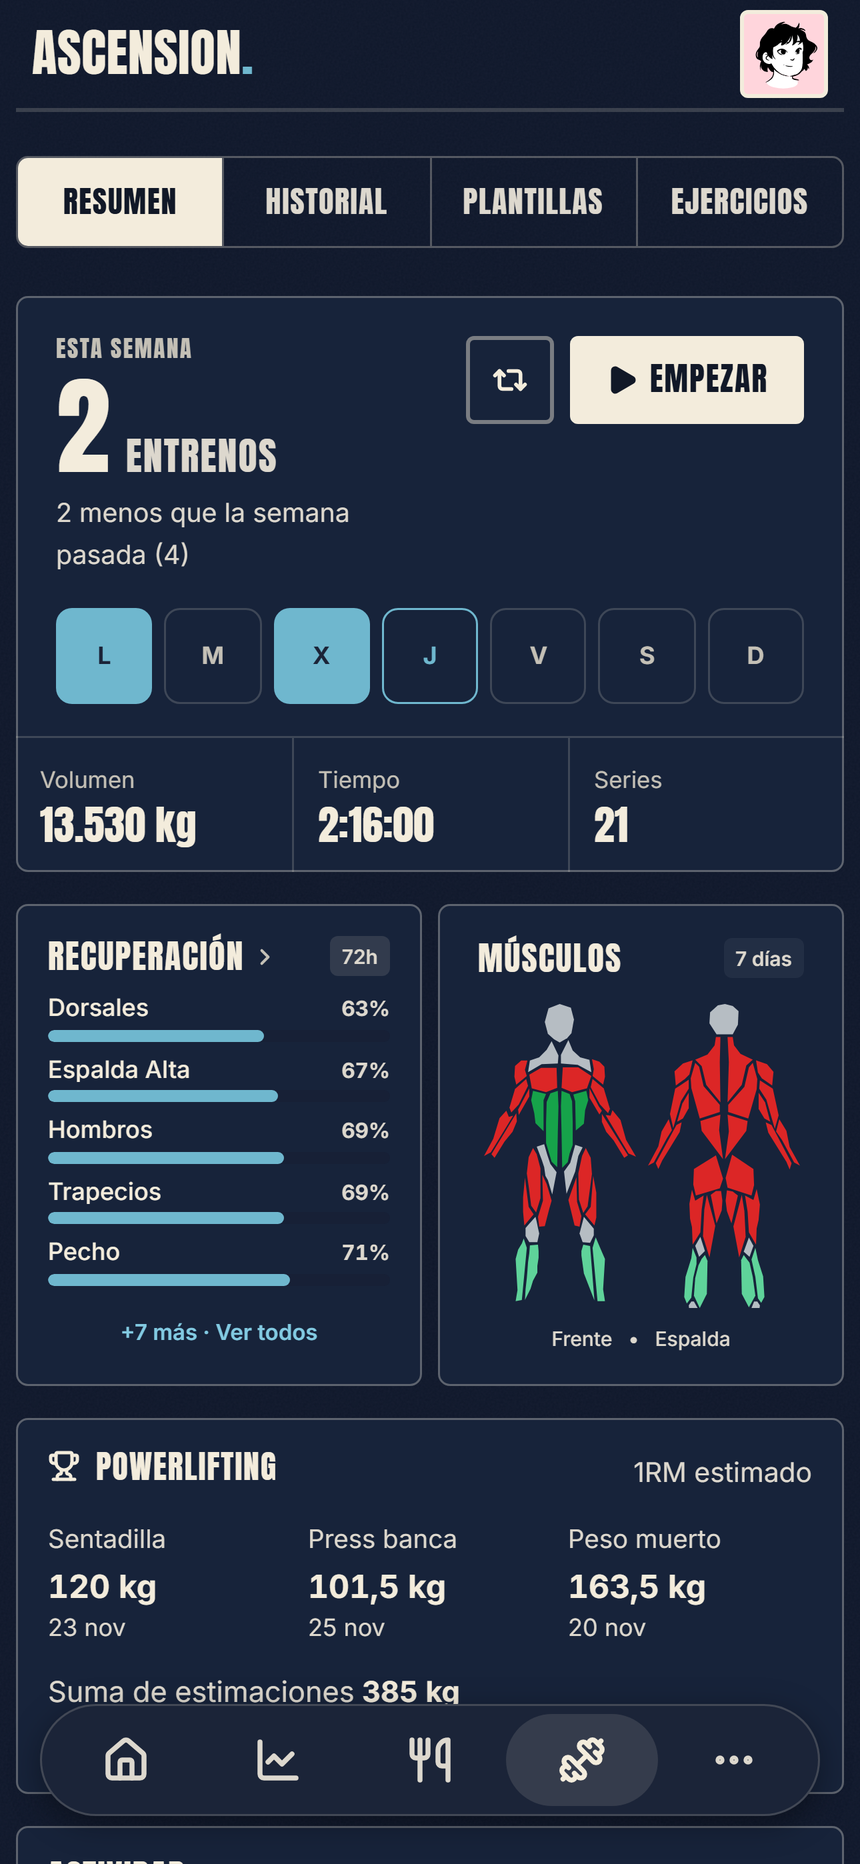 ASCENSION.
RESUMEN
HISTORIAL
PLANTILLAS
EJERCICIOS
ESTA SEMANA
2 ENTRENOS
EMPEZAR
2 menos que la semana
pasada (4)
L M X J V S D
Volumen
13.530 kg
Tiempo
2:16:00
Series
21
RECUPERACIÓN
72h
Dorsales 63%
Espalda Alta 67%
Hombros 69%
Trapecios 69%
Pecho 71%
+7 más · Ver todos
MÚSCULOS
7 días
Frente • Espalda
POWERLIFTING
1RM estimado
Sentadilla
120 kg
23 nov
Press banca
101,5 kg
25 nov
Peso muerto
163,5 kg
20 nov
Suma de estimaciones 385 kg